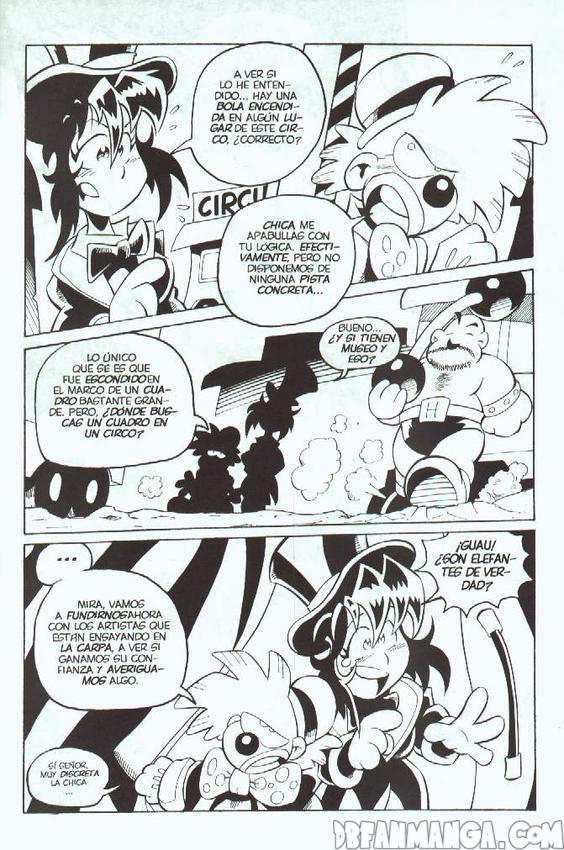 A VER SI
LO HE ENTEN-
DIDO... HAY UNA
BOLA ENCENDI-
DA EN ALGÚN LU-
GAR DE ESTE CIR-
CO, ¿CORRECTO?
CIRCU
CHICA ME
APABULLAS CON
TU LÓGICA. EFECTI-
VAMENTE, PERO NO
DISPONEMOS DE
NINGUNA PISTA
CONCRETA...
LO ÚNICO
QUE SE ES QUE
FUE ESCONDIDO EN
EL MARCO DE UN CUA-
DRO BASTANTE GRAN-
DE. PERO, ¿DÓNDE BUS-
CAS UN CUADRO EN
UN CIRCO?
BUENO...
¿Y SI TIENEN
MUSEO Y
ESO?
H
...
MIRA, VAMOS
A FUNDIRNOS AHORA
CON LOS ARTISTAS QUE
ESTÁN ENSAYANDO EN
LA CARPA, A VER SI
GANAMOS SU CON-
FIANZA Y AVERIGUA-
MOS ALGO.
¡GUAU!
¿SON ELEFAN-
TES DE VER-
DAD?
SÍ SEÑOR,
MUY DISCRETA
LA CHICA
...
DBFANMANGA.COM